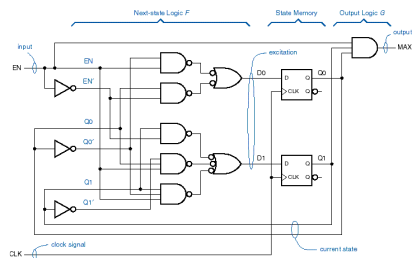 Next-state Logic F
State Memory
Output Logic G
input
output
EN
EN
EN'
excitation
MAX
D0
D
Q
Q0
CLK
Q
Q0
Q0'
D1
D
Q
Q1
CLK
Q
Q1
Q1'
CLK
clock signal
current state